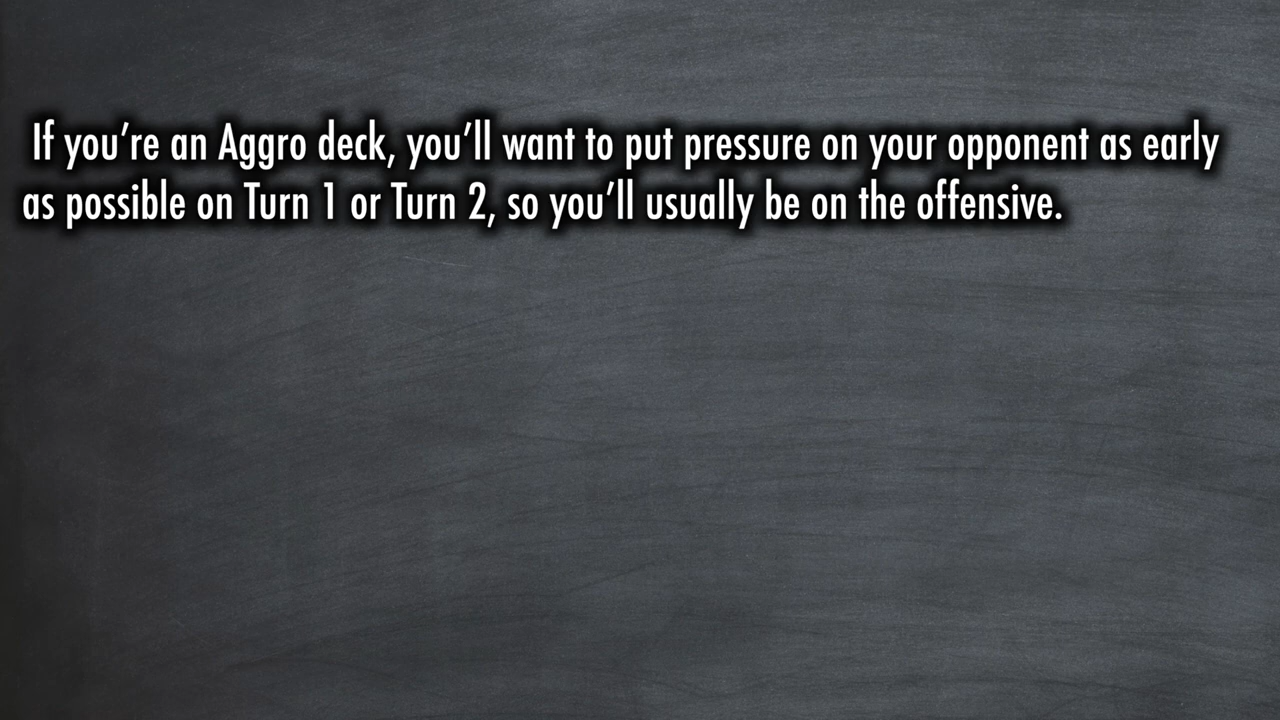 If you’re an Aggro deck, you’ll want to put pressure on your opponent as early
as possible on Turn 1 or Turn 2, so you’ll usually be on the offensive.